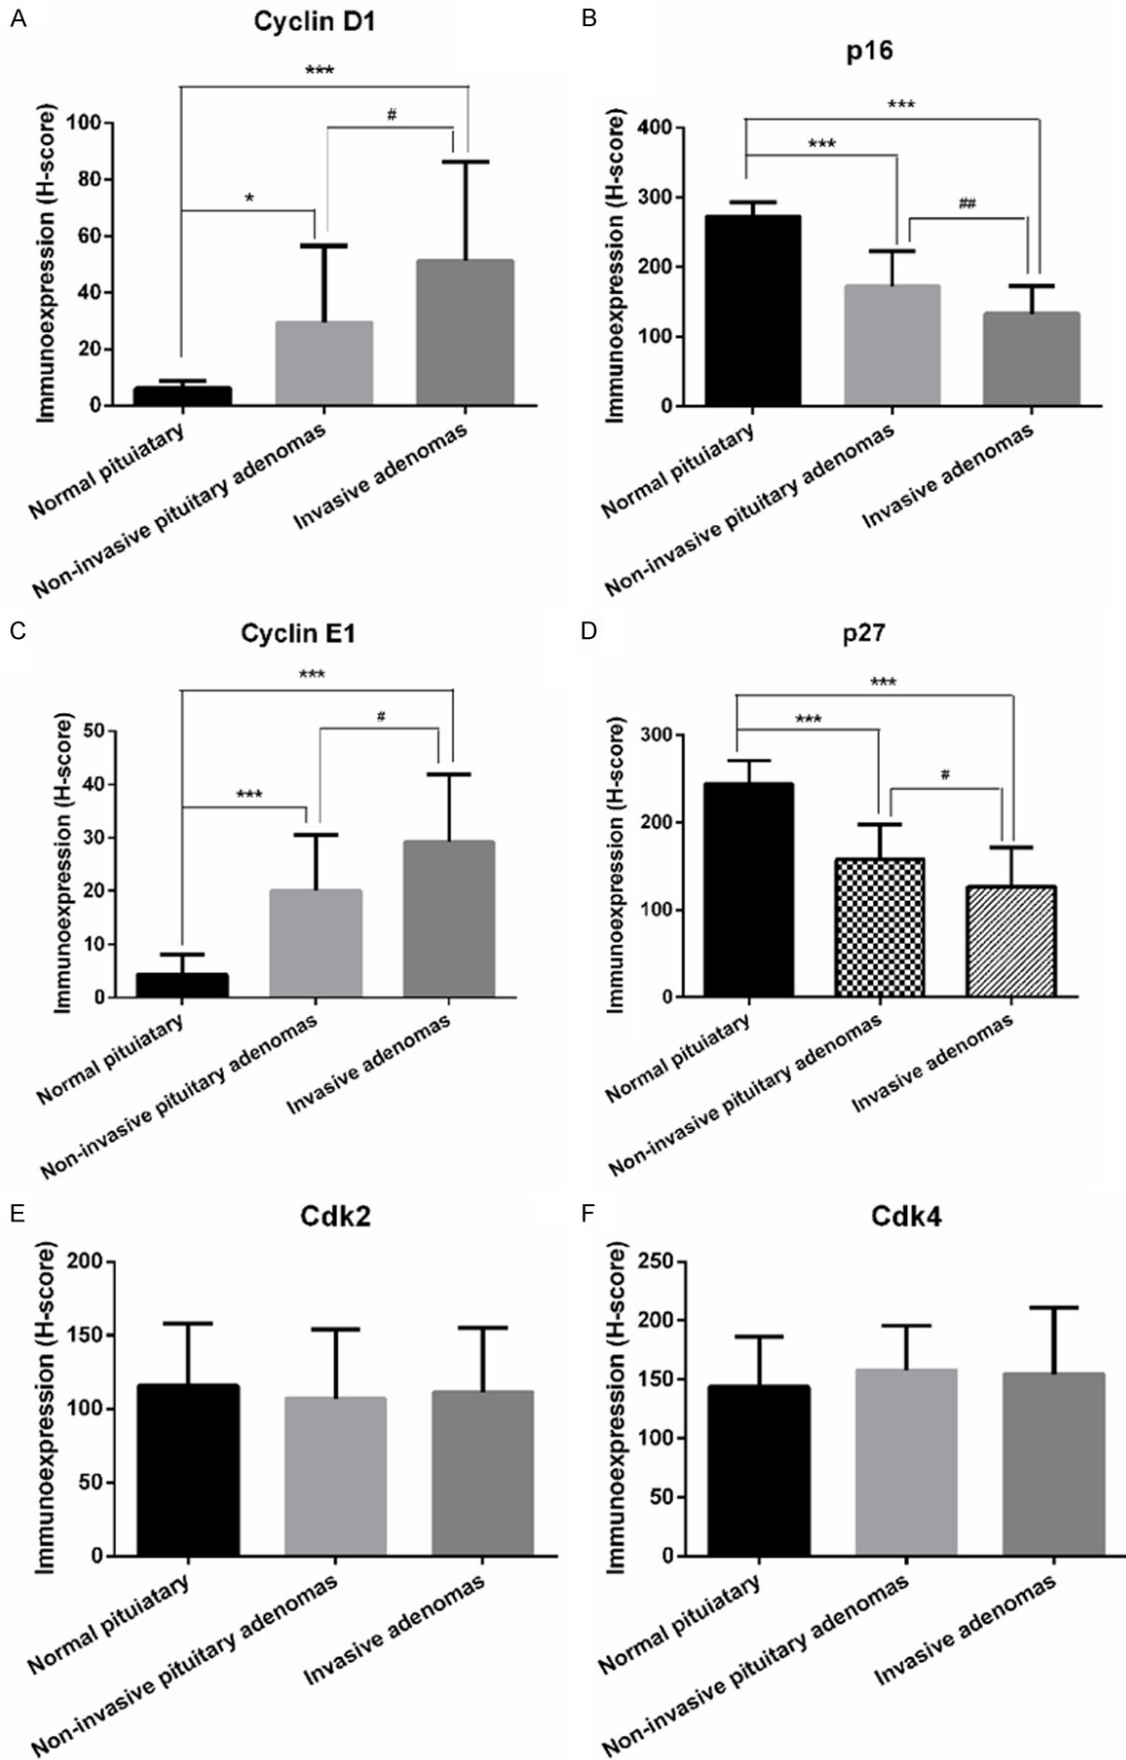 A
Cyclin D1
***
#
*
Immunoexpression (H-score)
100
80
60
40
20
0
Normal pituiatary
Non-invasive pituitary adenomas
Invasive adenomas
B
p16
***
***
##
Immunoexpression (H-score)
400
300
200
100
0
Normal pituiatary
Non-invasive pituitary adenomas
Invasive adenomas
C
Cyclin E1
***
#
***
Immunoexpression (H-score)
50
40
30
20
10
0
Normal pituiatary
Non-invasive pituitary adenomas
Invasive adenomas
D
p27
***
***
#
Immunoexpression (H-score)
300
200
100
0
Normal pituiatary
Non-invasive pituitary adenomas
Invasive adenomas
E
Cdk2
Immunoexpression (H-score)
200
150
100
50
0
Normal pituiatary
Non-invasive pituitary adenomas
Invasive adenomas
F
Cdk4
Immunoexpression (H-score)
250
200
150
100
50
0
Normal pituiatary
Non-invasive pituitary adenomas
Invasive adenomas